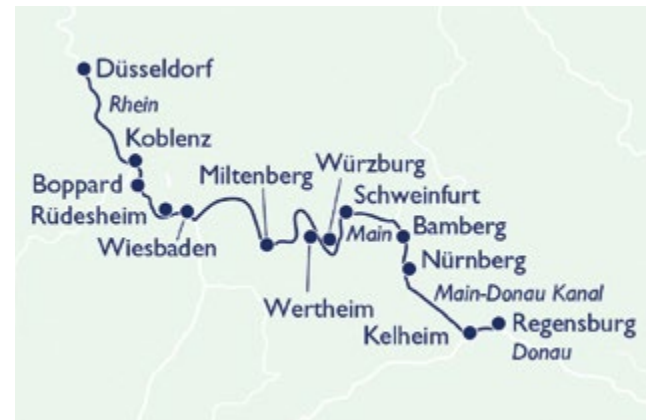 Düsseldorf
Rhein
Koblenz
Boppard
Rüdesheim
Wiesbaden
Miltenberg
Würzburg
Wertheim
Schweinfurt
Main
Bamberg
Nürnberg
Main-Donau Kanal
Kelheim
Regensburg
Donau